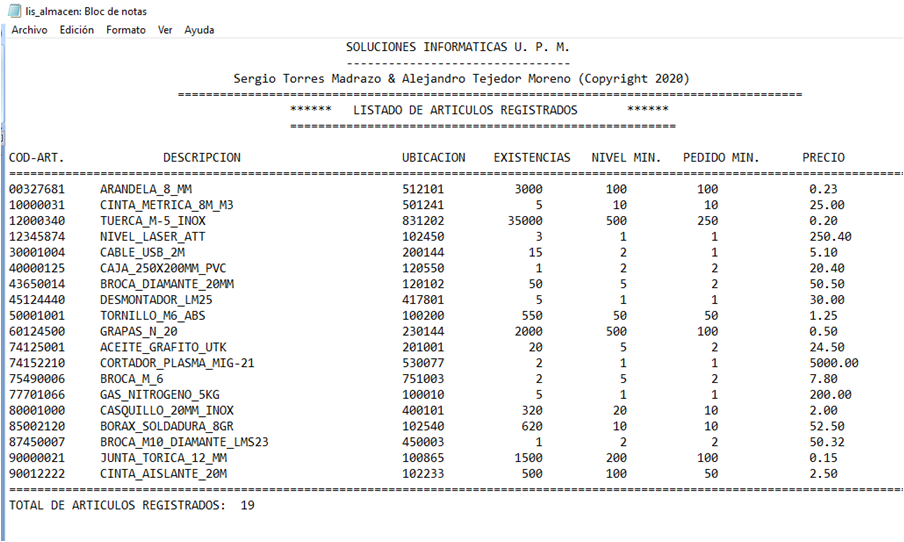 lis_almacen: Bloc de notas
Archivo Edición Formato Ver Ayuda
SOLUCIONES INFORMATICAS U. P. M.
--------------------------------
Sergio Torres Madrazo & Alejandro Tejedor Moreno (Copyright 2020)
=========================================================================================
****** LISTADO DE ARTICULOS REGISTRADOS ******
=======================================================
COD-ART. DESCRIPCION UBICACION EXISTENCIAS NIVEL MIN. PEDIDO MIN. PRECIO
================================================================================================================================
00327681 ARANDELA_8_MM 512101 3000 100 100 0.23
10000031 CINTA_METRICA_8M_M3 501241 5 10 10 25.00
12000340 TUERCA_M-5_INOX 831202 35000 500 250 0.20
12345874 NIVEL_LASER_ATT 102450 3 1 1 250.40
30001004 CABLE_USB_2M 200144 15 2 1 5.10
40000125 CAJA_250X200MM_PVC 120550 1 2 2 20.40
43650014 BROCA_DIAMANTE_20MM 120102 50 5 2 50.50
45124440 DESMONTADOR_LM25 417801 5 1 1 30.00
50001001 TORNILLO_M6_ABS 100200 550 50 50 1.25
60124500 GRAPAS_N_20 230144 2000 500 100 0.50
74125001 ACEITE_GRAFITO_UTK 201001 20 5 2 24.50
74152210 CORTADOR_PLASMA_MIG-21 530077 2 1 1 5000.00
75490006 BROCA_M_6 751003 2 5 2 7.80
77701066 GAS_NITROGENO_5KG 100010 5 1 1 200.00
80001000 CASQUILLO_20MM_INOX 400101 320 20 10 2.00
85002120 BORAX_SOLDADURA_8GR 102540 620 10 10 52.50
87450007 BROCA_M10_DIAMANTE_LMS23 450003 1 2 2 50.32
90000021 JUNTA_TORICA_12_MM 100865 1500 200 100 0.15
90012222 CINTA_AISLANTE_20M 102233 500 100 50 2.50
================================================================================================================================
TOTAL DE ARTICULOS REGISTRADOS: 19